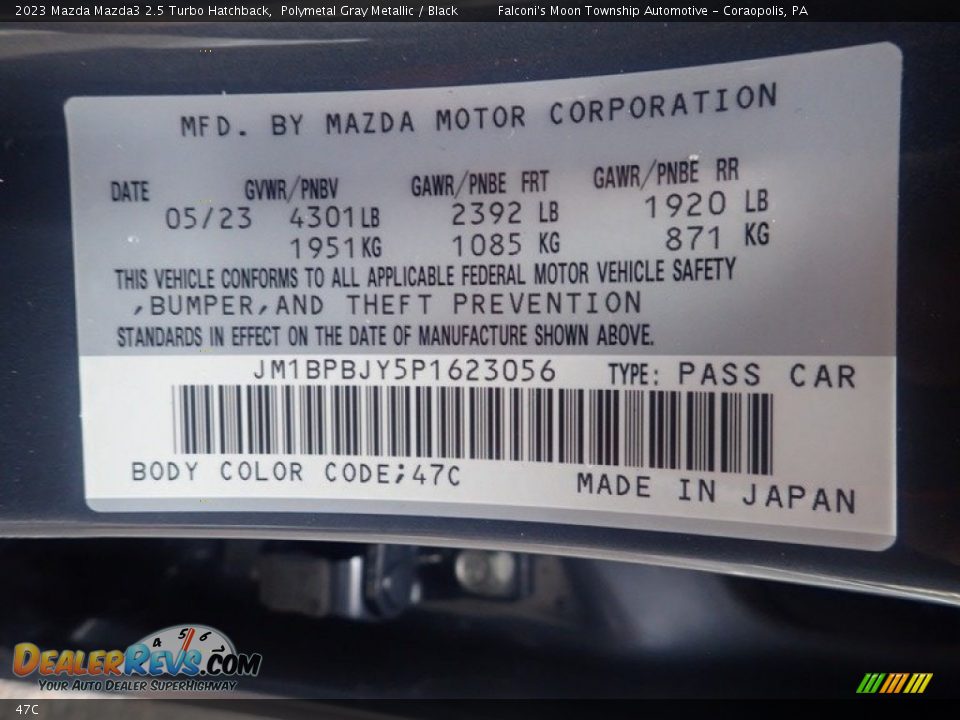 2023 Mazda Mazda3 2.5 Turbo Hatchback, Polymetal Gray Metallic / Black Falconi's Moon Township Automotive - Coraopolis, PA
MFD. BY MAZDA MOTOR CORPORATION
DATE GVWR/PNBV GAWR/PNBE FRT GAWR/PNBE RR
05/23 4301LB 2392 LB 1920 LB
1951KG 1085 KG 871 KG
THIS VEHICLE CONFORMS TO ALL APPLICABLE FEDERAL MOTOR VEHICLE SAFETY
,BUMPER,AND THEFT PREVENTION
STANDARDS IN EFFECT ON THE DATE OF MANUFACTURE SHOWN ABOVE.
JM1BPBJY5P1623056 TYPE: PASS CAR
BODY COLOR CODE;47C MADE IN JAPAN
4 5 6 7
DEALERREVS.COM
YOUR AUTO DEALER SUPERHIGHWAY
47C